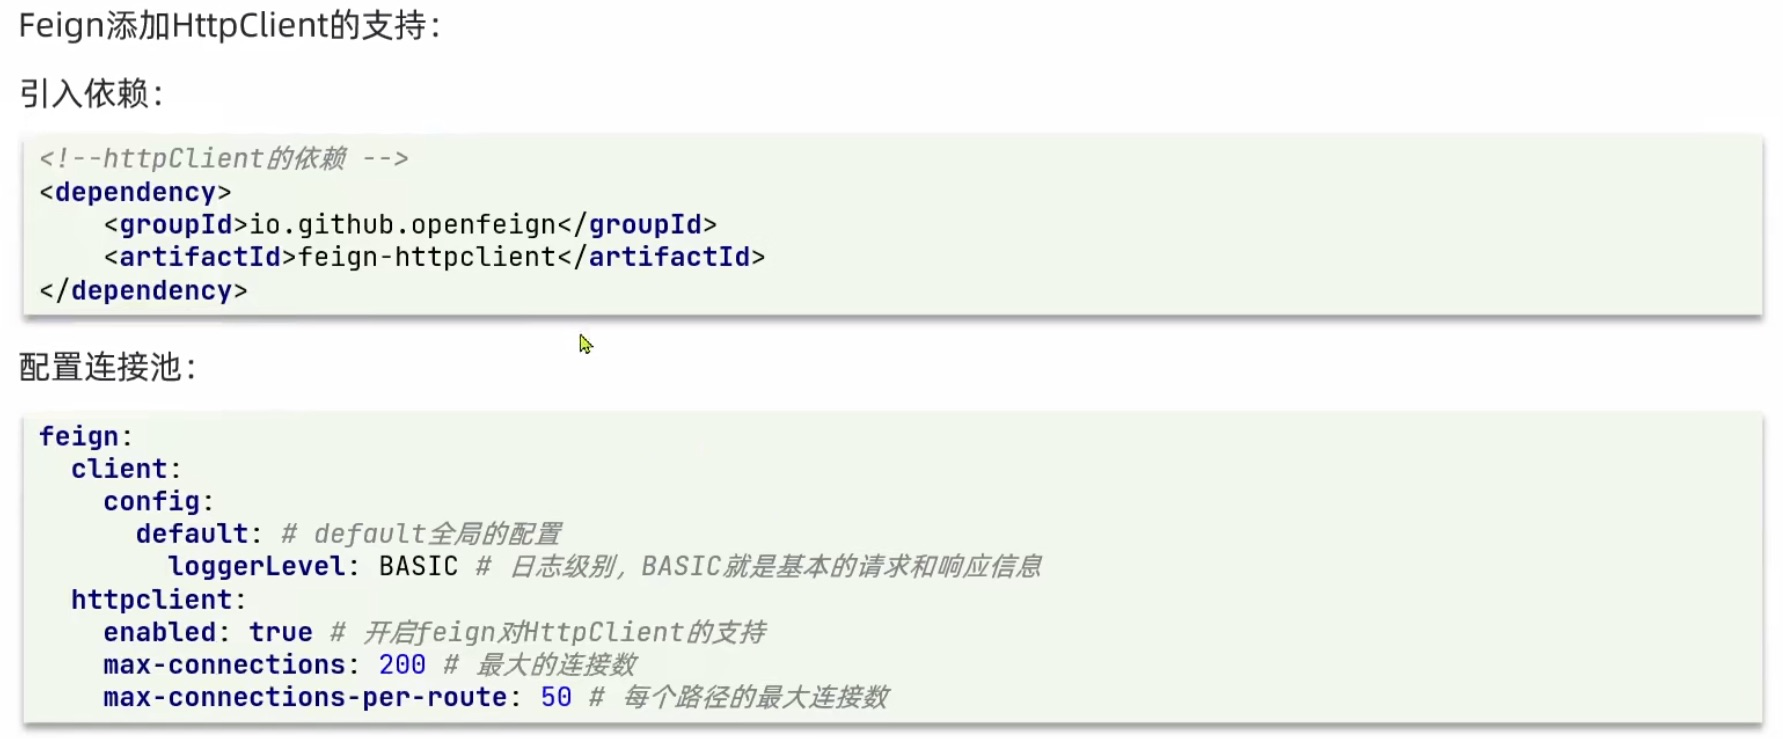 Feign添加HttpClient的支持：
引入依赖：
<!--httpClient的依赖 -->
<dependency>
    <groupId>io.github.openfeign</groupId>
    <artifactId>feign-httpclient</artifactId>
</dependency>
配置连接池：
feign:
  client:
    config:
      default: # default全局的配置
        loggerLevel: BASIC # 日志级别，BASIC就是基本的请求和响应信息
  httpclient:
    enabled: true # 开启feign对HttpClient的支持
    max-connections: 200 # 最大的连接数
    max-connections-per-route: 50 # 每个路径的最大连接数